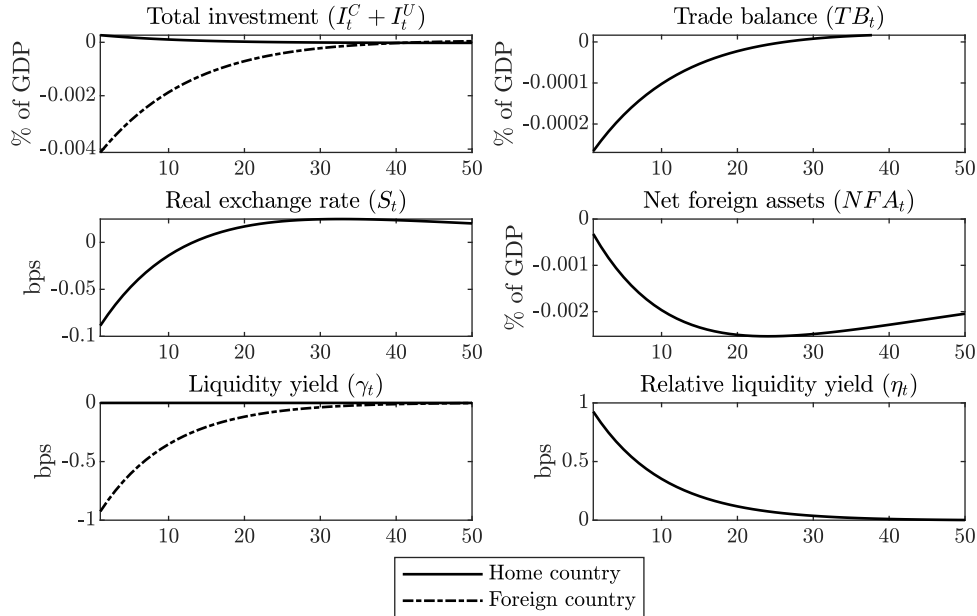 Total investment (I_t^C + I_t^U)
% of GDP
0
-0.002
-0.004
10 20 30 40 50
Trade balance (TB_t)
% of GDP
0
-0.0001
-0.0002
10 20 30 40 50
Real exchange rate (S_t)
bps
0
-0.05
-0.1
10 20 30 40 50
Net foreign assets (NFA_t)
% of GDP
0
-0.001
-0.002
10 20 30 40 50
Liquidity yield (γ_t)
bps
0
-0.5
-1
10 20 30 40 50
Relative liquidity yield (η_t)
bps
1
0.5
0
10 20 30 40 50
Home country
Foreign country